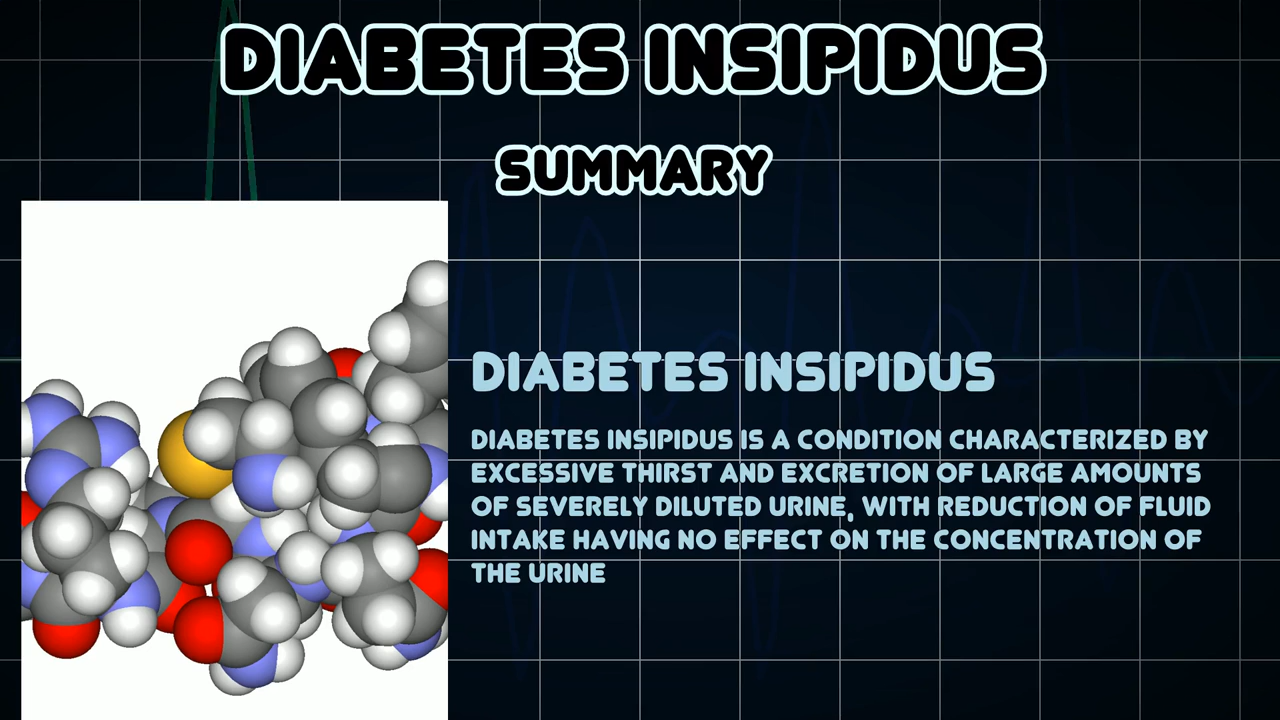 DIABETES INSIPIDUS
SUMMARY
DIABETES INSIPIDUS
DIABETES INSIPIDUS IS A CONDITION CHARACTERIZED BY
EXCESSIVE THIRST AND EXCRETION OF LARGE AMOUNTS
OF SEVERELY DILUTED URINE, WITH REDUCTION OF FLUID
INTAKE HAVING NO EFFECT ON THE CONCENTRATION OF
THE URINE